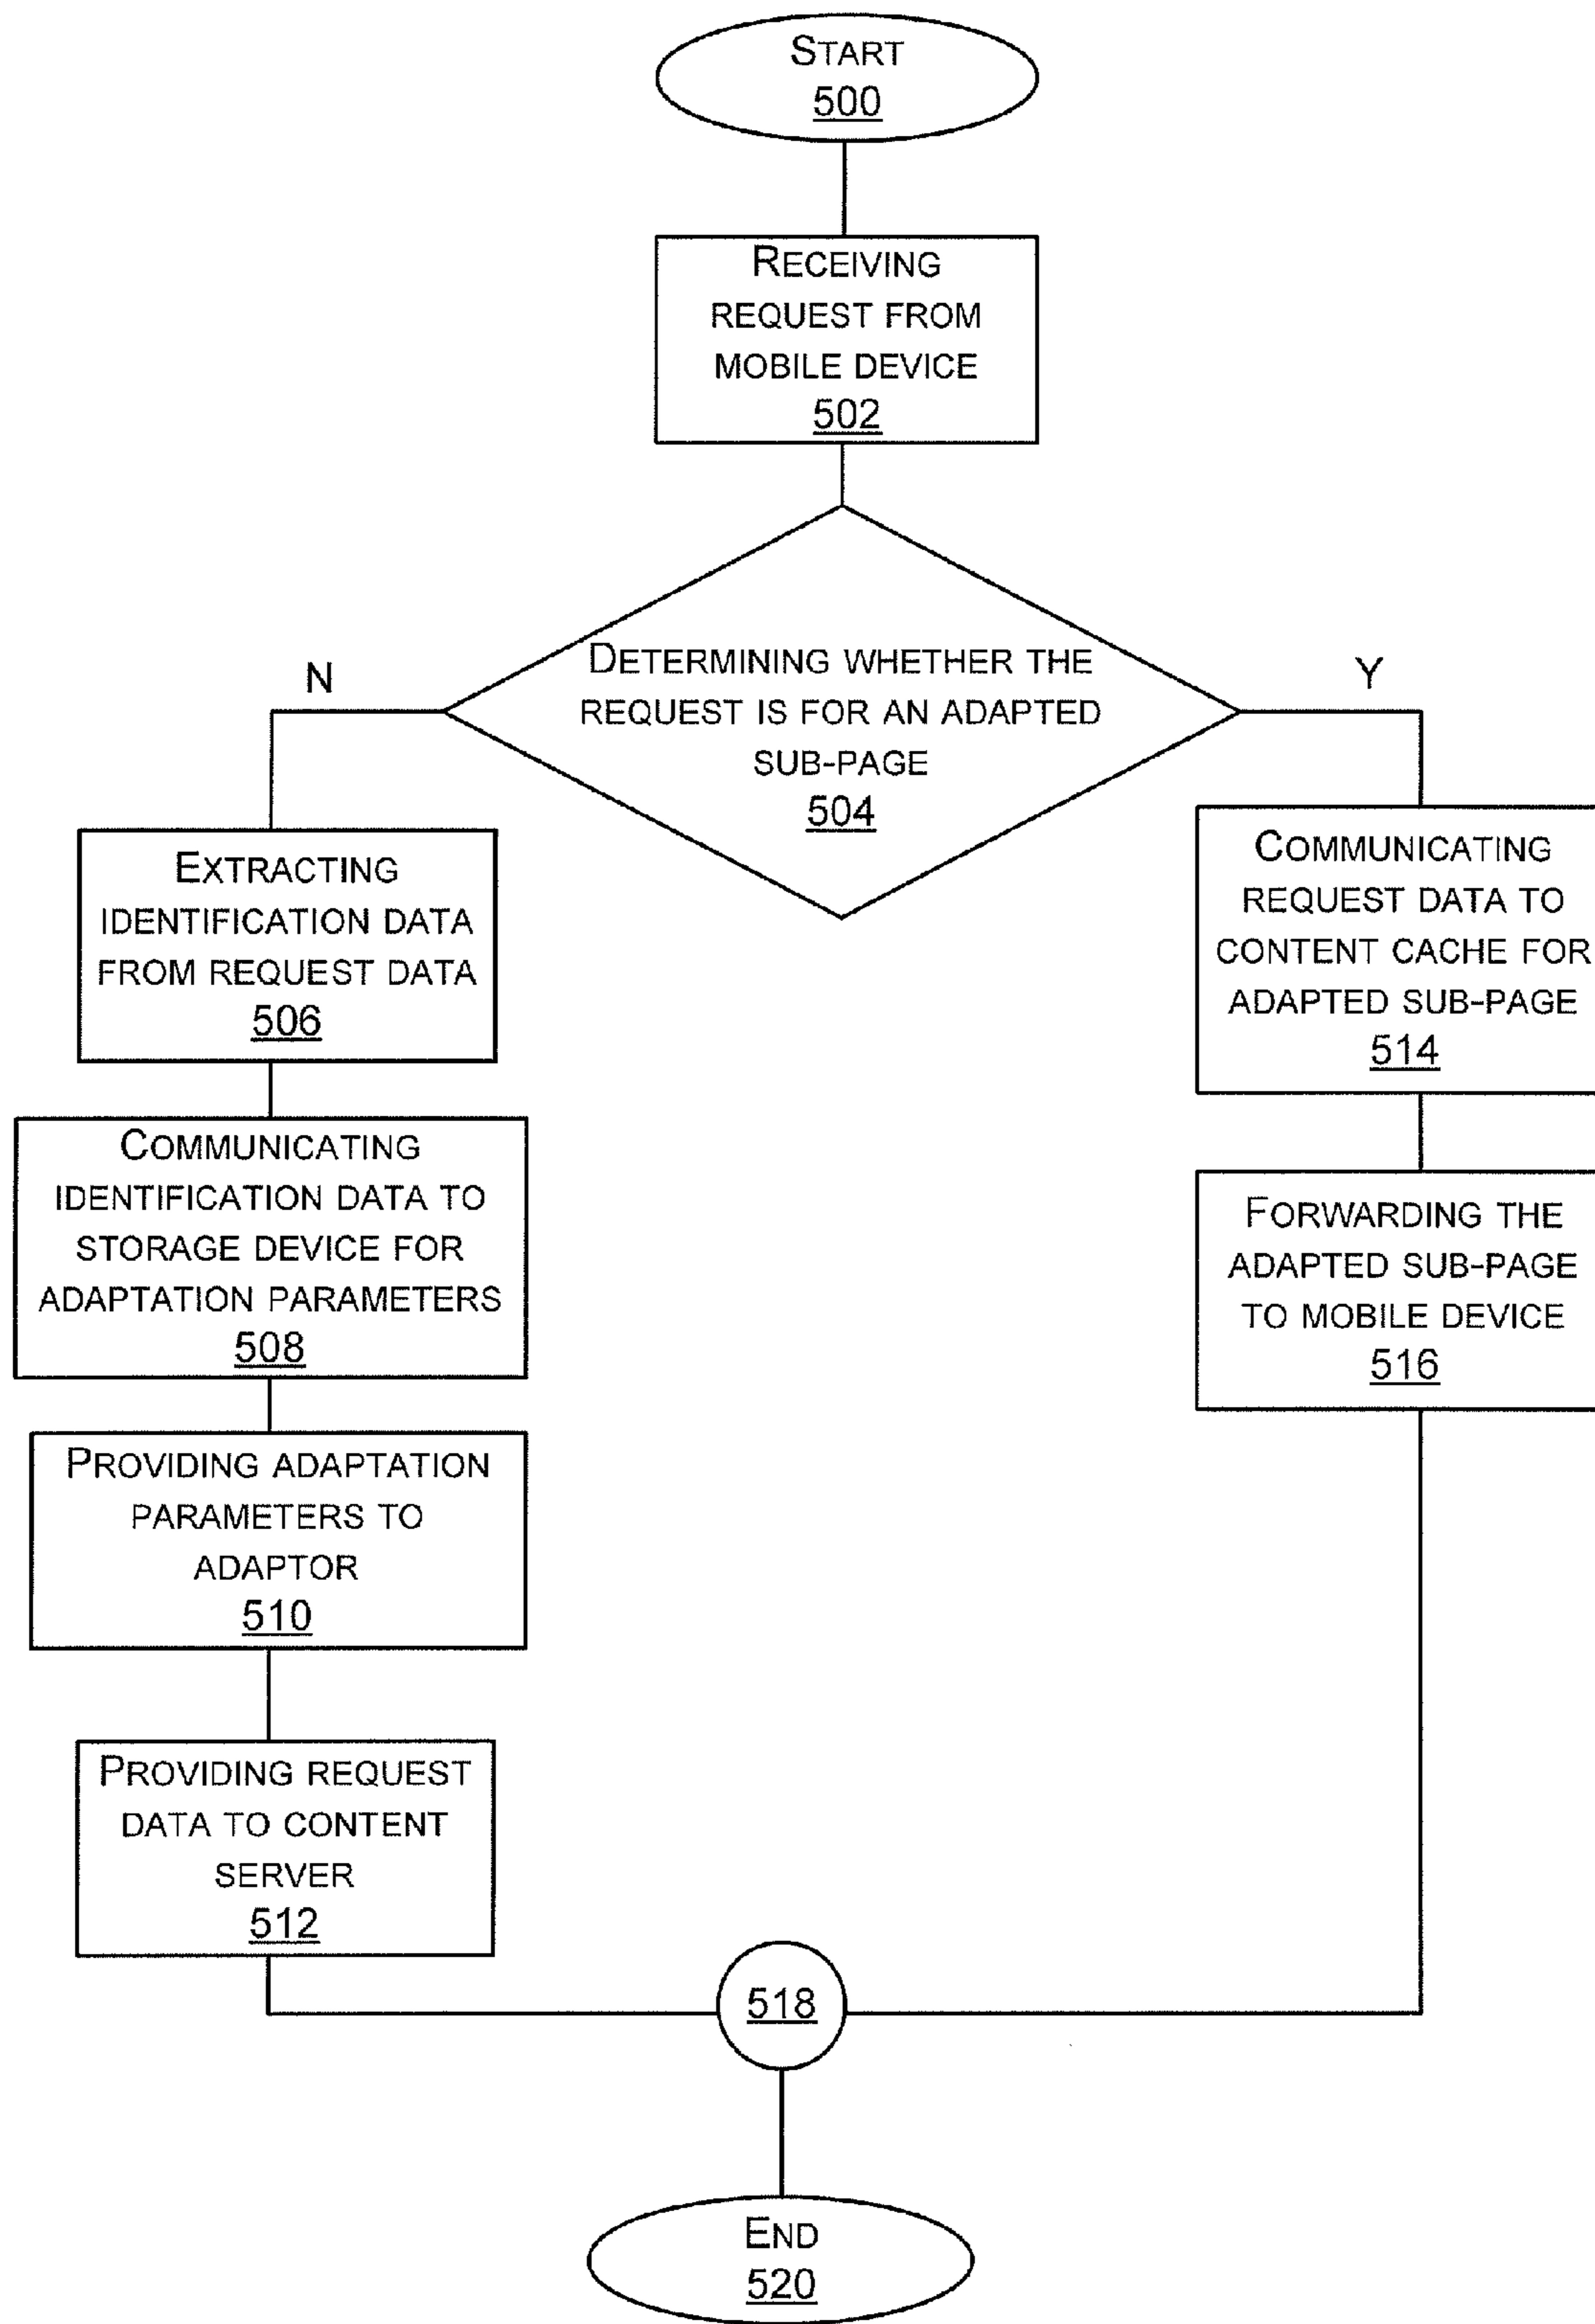 START
500
RECEIVING
REQUEST FROM
MOBILE DEVICE
502
DETERMINING WHETHER THE
REQUEST IS FOR AN ADAPTED
SUB-PAGE
504
N
Y
EXTRACTING
IDENTIFICATION DATA
FROM REQUEST DATA
506
COMMUNICATING
IDENTIFICATION DATA TO
STORAGE DEVICE FOR
ADAPTATION PARAMETERS
508
PROVIDING ADAPTATION
PARAMETERS TO
ADAPTOR
510
PROVIDING REQUEST
DATA TO CONTENT
SERVER
512
COMMUNICATING
REQUEST DATA TO
CONTENT CACHE FOR
ADAPTED SUB-PAGE
514
FORWARDING THE
ADAPTED SUB-PAGE
TO MOBILE DEVICE
516
518
END
520